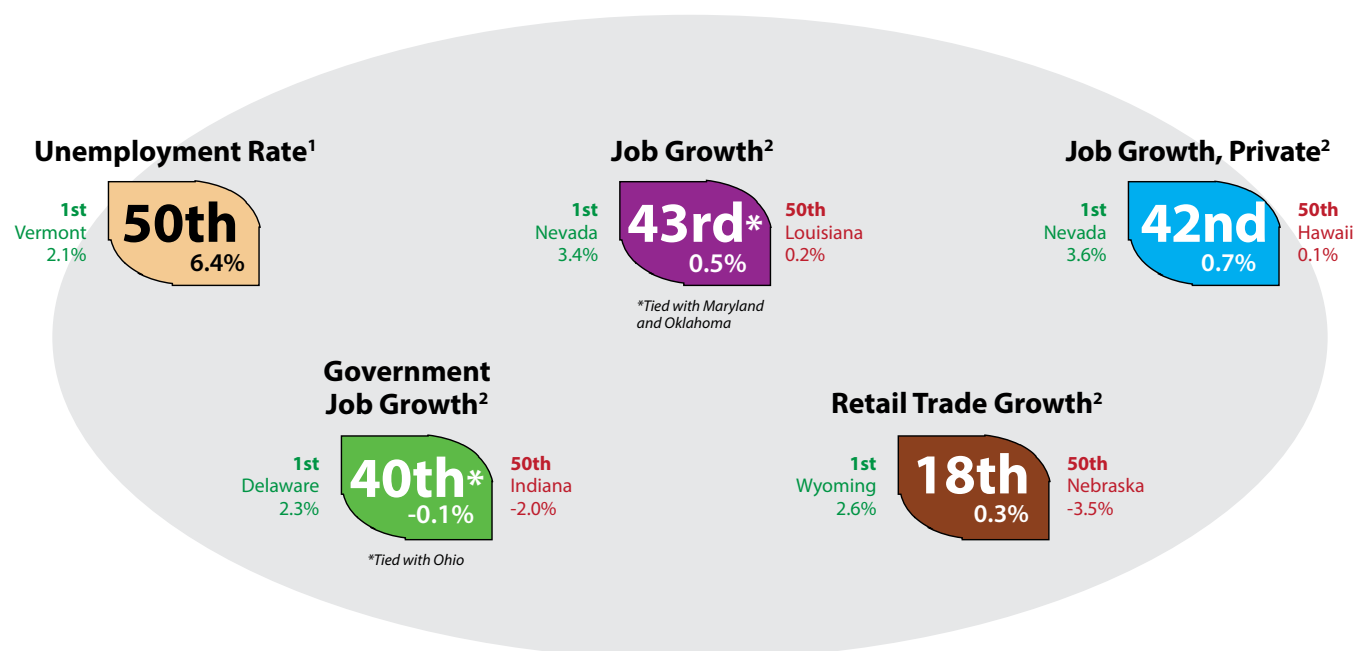 Unemployment Rate¹
1st
Vermont
2.1%
50th
6.4%
Job Growth²
1st
Nevada
3.4%
43rd*
0.5%
50th
Louisiana
0.2%
*Tied with Maryland
and Oklahoma
Job Growth, Private²
1st
Nevada
3.6%
42nd
0.7%
50th
Hawaii
0.1%
Government
Job Growth²
1st
Delaware
2.3%
40th*
-0.1%
50th
Indiana
-2.0%
*Tied with Ohio
Retail Trade Growth²
1st
Wyoming
2.6%
18th
0.3%
50th
Nebraska
-3.5%